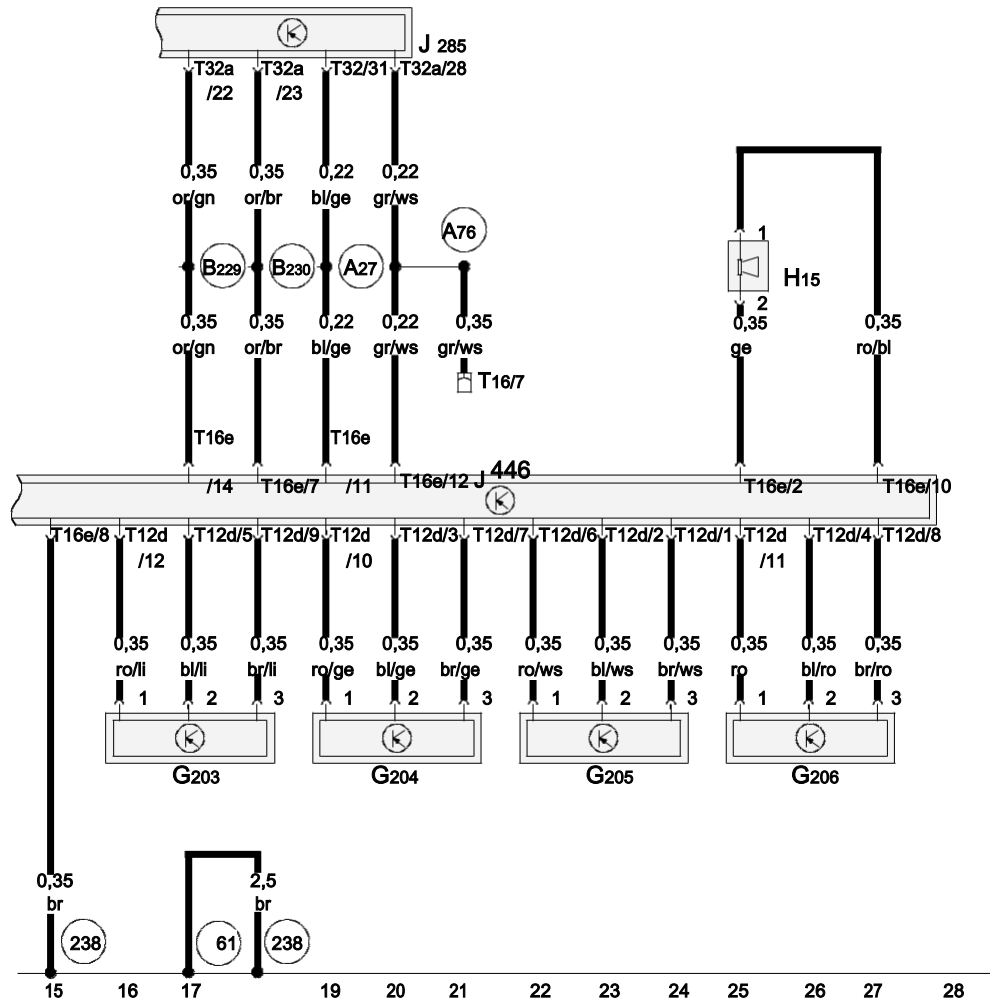 J 285
T32a T32a T32/31 T32a/28
/22 /23
0,35 0,35 0,22 0,22
or/gn or/br bl/ge gr/ws
A76
1
B229 B230 A27
H15
2
0,35 0,35 0,22 0,22 0,35 0,35 0,35
or/gn or/br bl/ge gr/ws gr/ws ge ro/bl
T16/7
T16e T16e
J 446
/14 T16e/7 /11 T16e/12 T16e/2 T16e/10
T16e/8 T12d T12d/5 T12d/9 T12d T12d/3 T12d/7 T12d/6 T12d/2 T12d/1 T12d T12d/4 T12d/8
/12 /10 /11
0,35 0,35 0,35 0,35 0,35 0,35 0,35 0,35 0,35 0,35 0,35 0,35
ro/li bl/li br/li ro/ge bl/ge br/ge ro/ws bl/ws br/ws ro bl/ro br/ro
1 2 3 1 2 3 1 2 3 1 2 3
G203 G204 G205 G206
0,35 2,5
br br
238 61 238
15 16 17 19 20 21 22 23 24 25 26 27 28